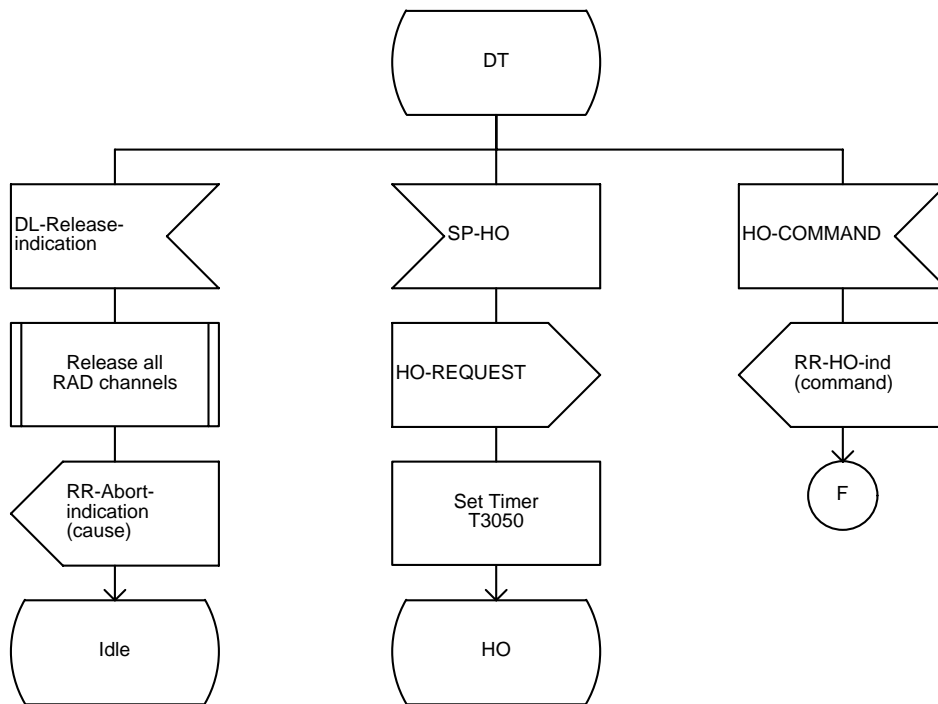 DT
DL-Release-
indication
SP-HO
HO-COMMAND
Release all
RAD channels
HO-REQUEST
RR-HO-ind
(command)
RR-Abort-
indication
(cause)
Set Timer
T3050
F
Idle
HO